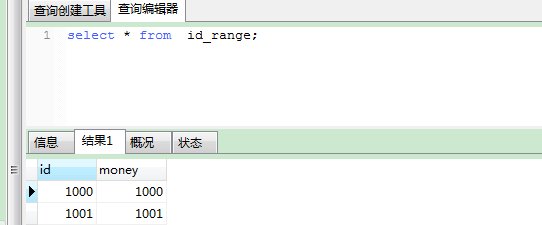 查询创建工具 查询编辑器
1 select * from  id_range;
信息 结果1 概况 状态
id money
1000 1000
1001 1001